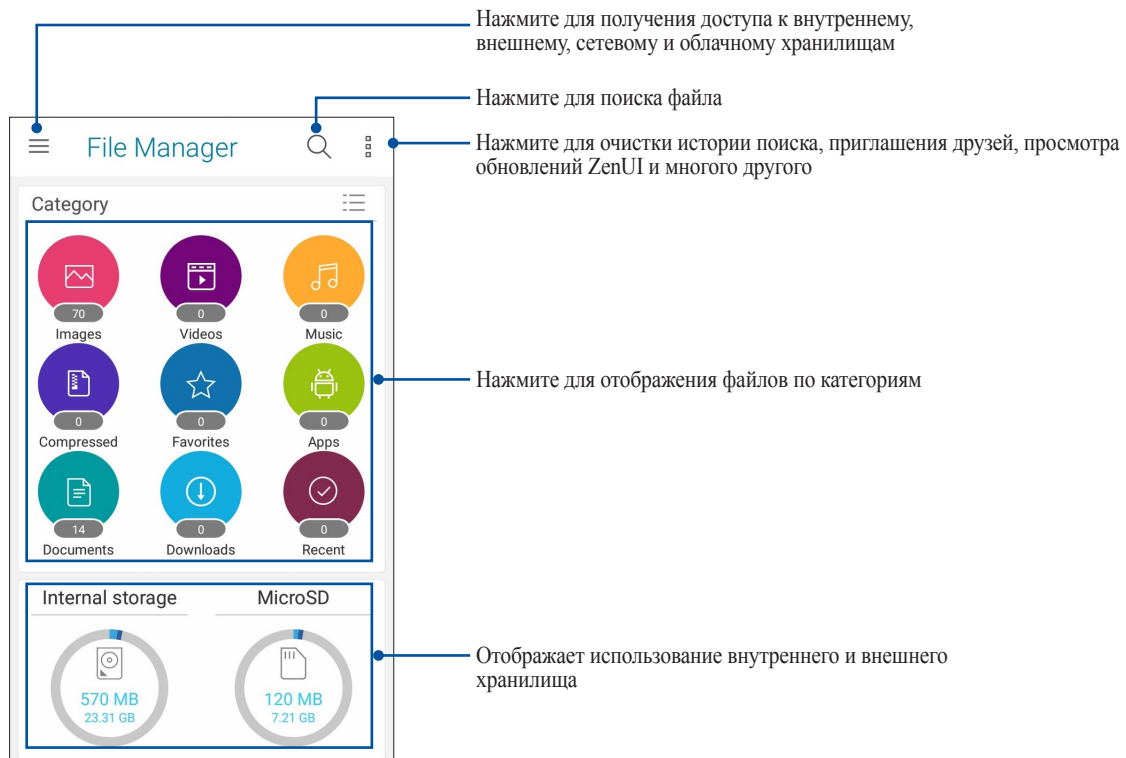 Нажмите для получения доступа к внутреннему,
внешнему, сетевому и облачному хранилищам
Нажмите для поиска файла
File Manager
Нажмите для очистки истории поиска, приглашения друзей, просмотра
обновлений ZenUI и многого другого
Category
70 0 0
Images Videos Music
Нажмите для отображения файлов по категориям
0 0 0
Compressed Favorites Apps
14 0 0
Documents Downloads Recent
Internal storage MicroSD
Отображает использование внутреннего и внешнего
хранилища
570 MB 120 MB
23.31 GB 7.21 GB